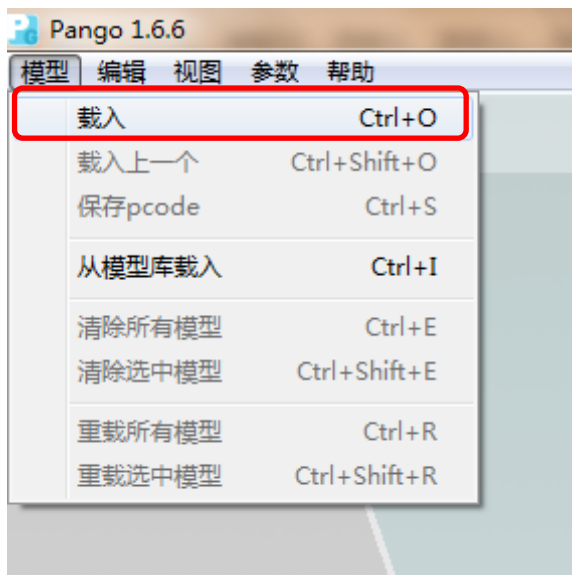 Pango 1.6.6
模型 编辑 视图 参数 帮助
载入 Ctrl+O
载入上一个 Ctrl+Shift+O
保存pcode Ctrl+S
从模型库载入 Ctrl+I
清除所有模型 Ctrl+E
清除选中模型 Ctrl+Shift+E
重载所有模型 Ctrl+R
重载选中模型 Ctrl+Shift+R